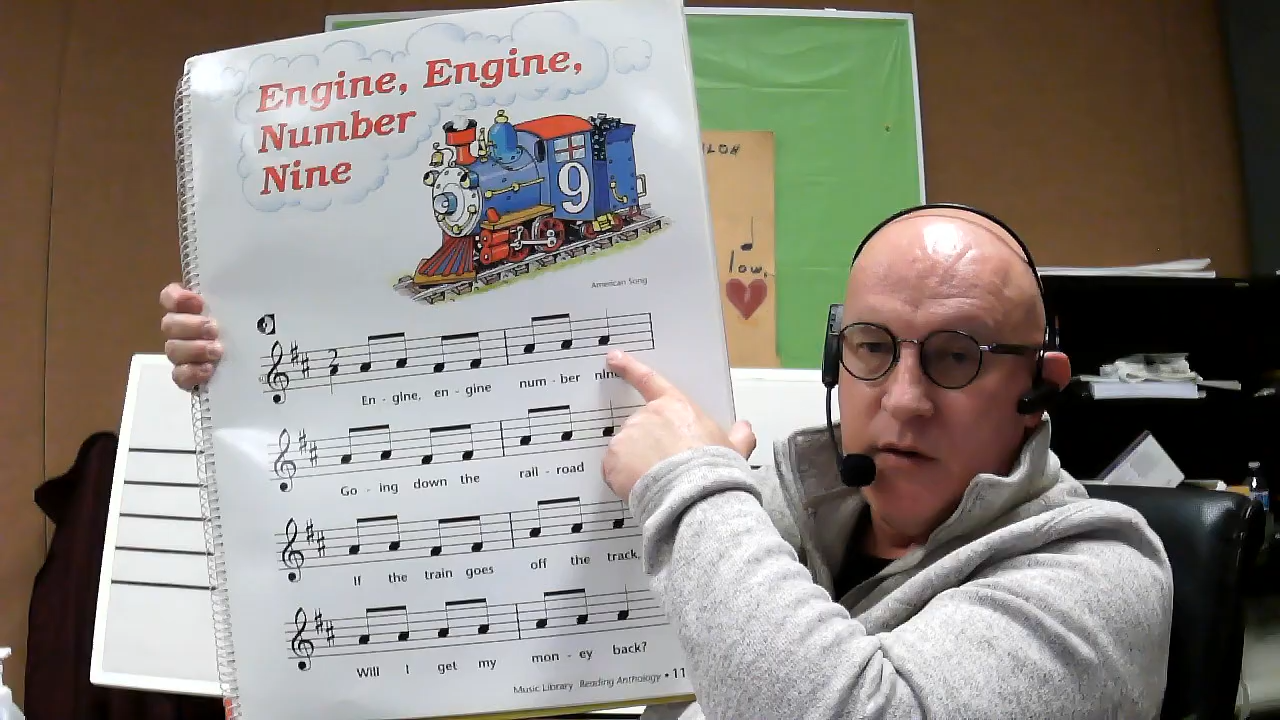 Engine, Engine,
Number
Nine
9
American Song
2
En - gine, en - gine num - ber nine
Go - ing down the rail - road
If the train goes off the track,
Will I get my mon - ey back?
Music Library Reading Anthology • 11
low.